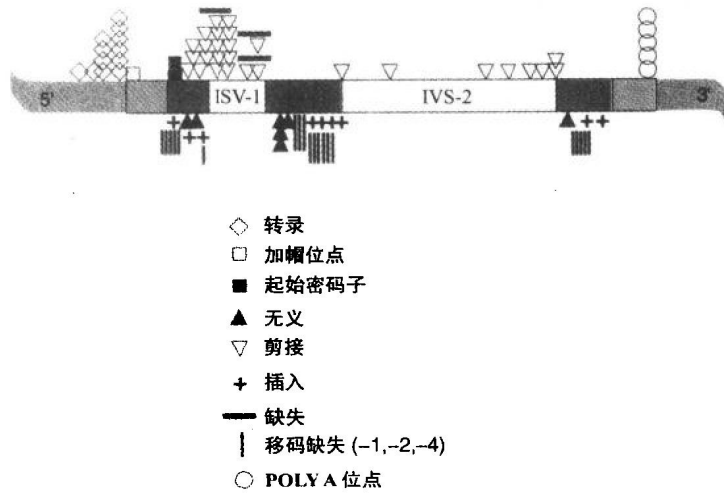 5' ISV-1 IVS-2 3'
转录
加帽位点
起始密码子
无义
剪接
插入
缺失
移码缺失 (-1,-2,-4)
POLY A 位点